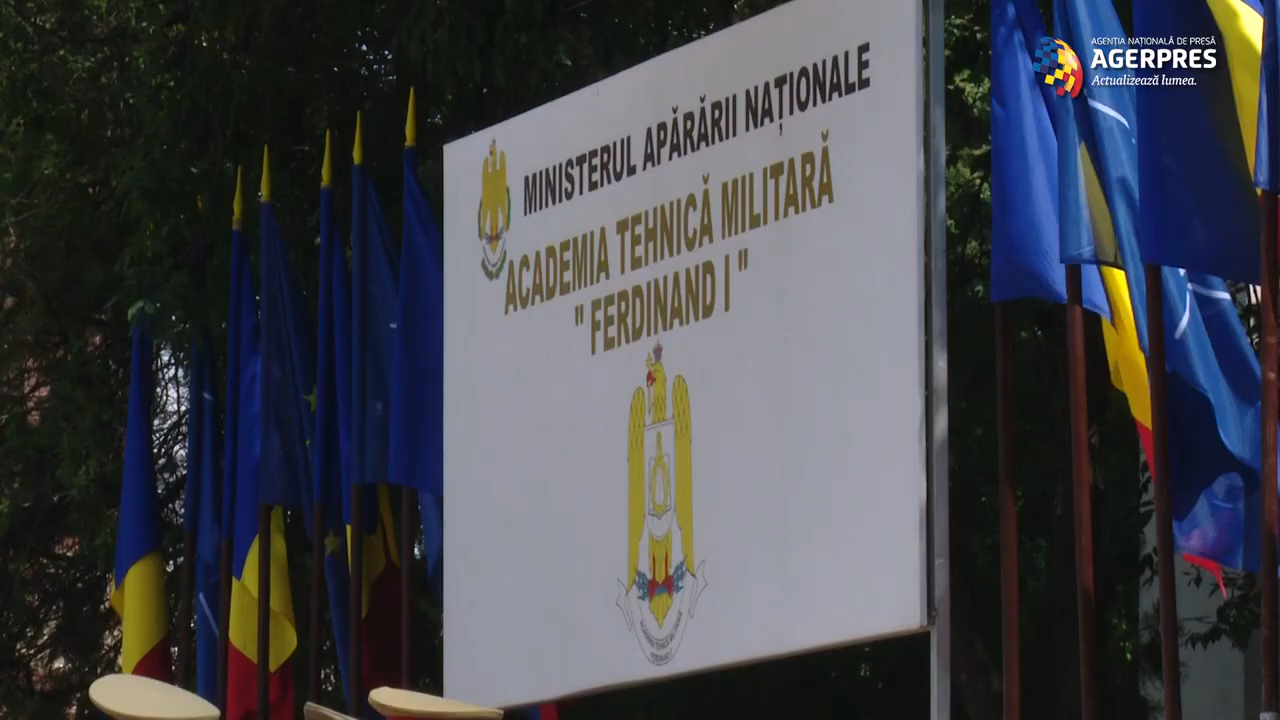 AGENȚIA NAȚIONALĂ DE PRESĂ
AGERPRES
Actualizează lumea.
MINISTERUL APĂRĂRII NAȚIONALE
ACADEMIA TEHNICĂ MILITARĂ
" FERDINAND I "